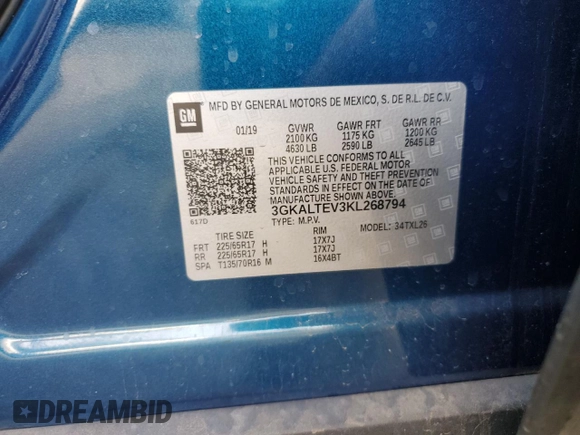 GM
MFD BY GENERAL MOTORS DE MEXICO, S. DE R.L. DE C.V.
01/19 GVWR GAWR FRT GAWR RR
2100 KG 1175 KG 1200 KG
4630 LB 2590 LB 2645 LB
THIS VEHICLE CONFORMS TO ALL
APPLICABLE U.S. FEDERAL MOTOR
VEHICLE SAFETY, BUMPER, AND THEFT
PREVENTION STANDARDS IN
EFFECT ON THE DATE OF
MANUFACTURE SHOWN ABOVE.
617D
3GKALTEV3KL268794
TYPE: M.P.V. MODEL: 34TXL26
TIRE SIZE RIM
FRT 225/65R17 H 17X7J
RR 225/65R17 H 17X7J
SPA T135/70R16 M 16X4BT
DREAMBID